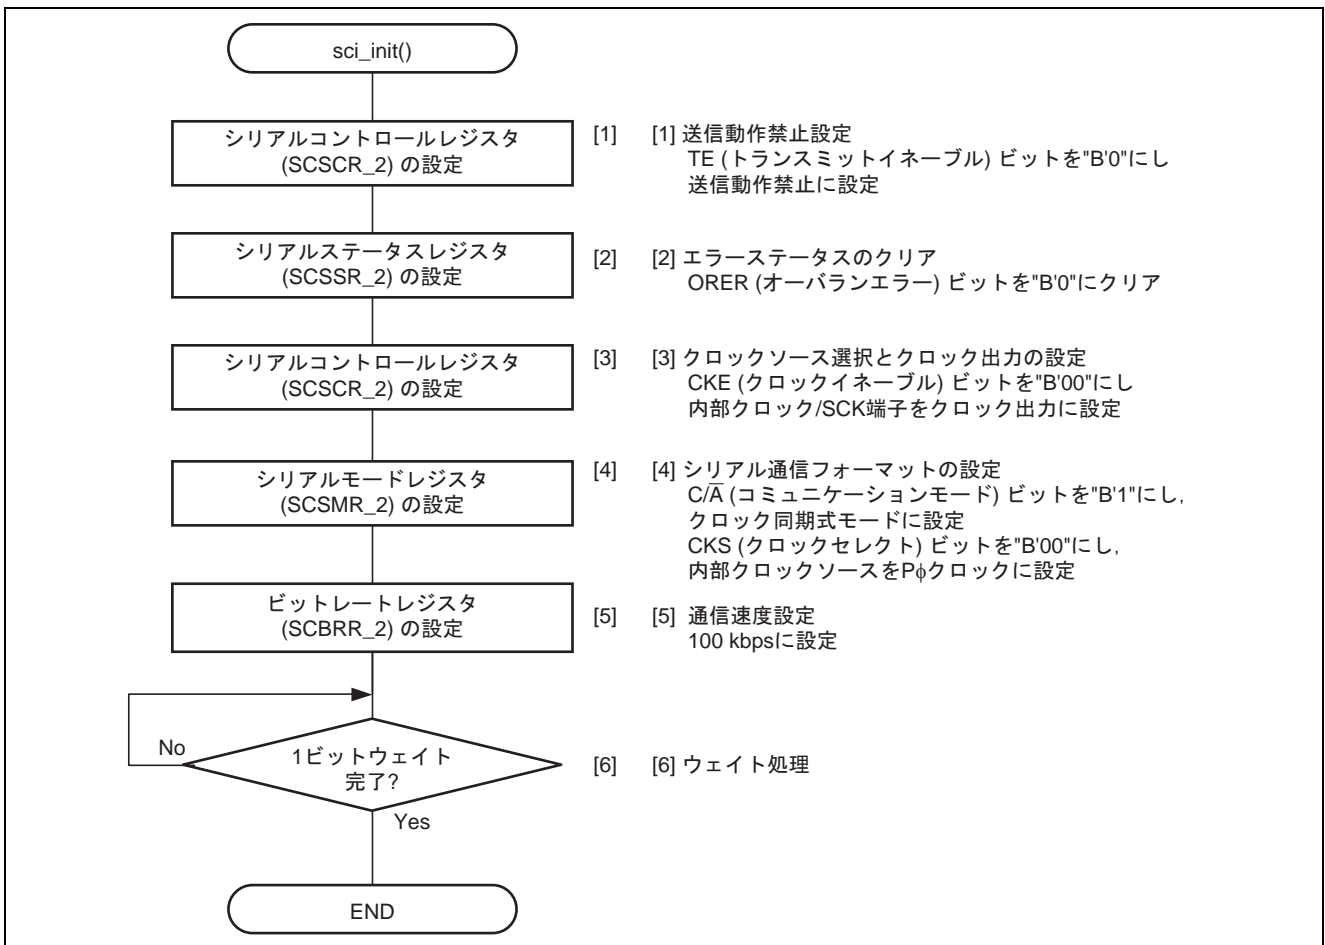 sci_init()
シリアルコントロールレジスタ
(SCSCR_2) の設定
[1]
[1] 送信動作禁止設定
TE (トランスミットイネーブル) ビットを"B'0"にし
送信動作禁止に設定
シリアルステータスレジスタ
(SCSSR_2) の設定
[2]
[2] エラーステータスのクリア
ORER (オーバランエラー) ビットを"B'0"にクリア
シリアルコントロールレジスタ
(SCSCR_2) の設定
[3]
[3] クロックソース選択とクロック出力の設定
CKE (クロックイネーブル) ビットを"B'00"にし
内部クロック/SCK端子をクロック出力に設定
シリアルモードレジスタ
(SCSMR_2) の設定
[4]
[4] シリアル通信フォーマットの設定
C/A̅ (コミュニケーションモード) ビットを"B'1"にし,
クロック同期式モードに設定
CKS (クロックセレクト) ビットを"B'00"にし,
内部クロックソースをPφクロックに設定
ビットレートレジスタ
(SCBRR_2) の設定
[5]
[5] 通信速度設定
100 kbpsに設定
No
1ビットウェイト
完了?
[6]
[6] ウェイト処理
Yes
END